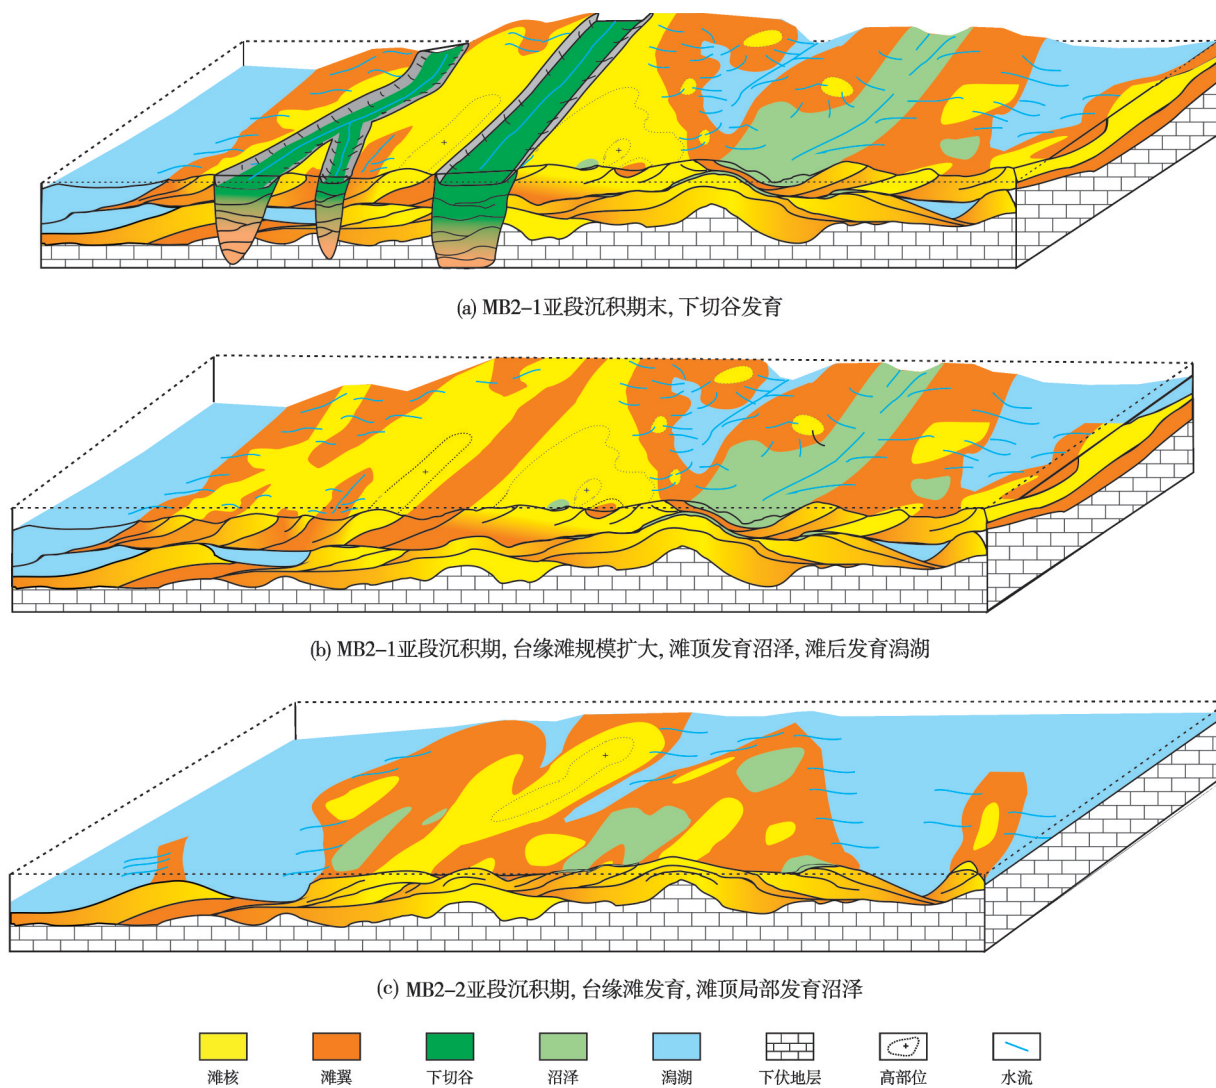 (a) MB2-1亚段沉积期末, 下切谷发育
(b) MB2-1亚段沉积期, 台缘滩规模扩大, 滩顶发育沼泽, 滩后发育潟湖
(c) MB2-2亚段沉积期, 台缘滩发育, 滩顶局部发育沼泽
滩核 滩翼 下切谷 沼泽 潟湖 下伏地层 高部位 水流